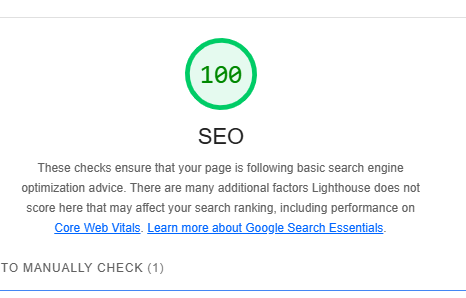 100
SEO
These checks ensure that your page is following basic search engine
optimization advice. There are many additional factors Lighthouse does not
score here that may affect your search ranking, including performance on
Core Web Vitals. Learn more about Google Search Essentials.
TO MANUALLY CHECK (1)